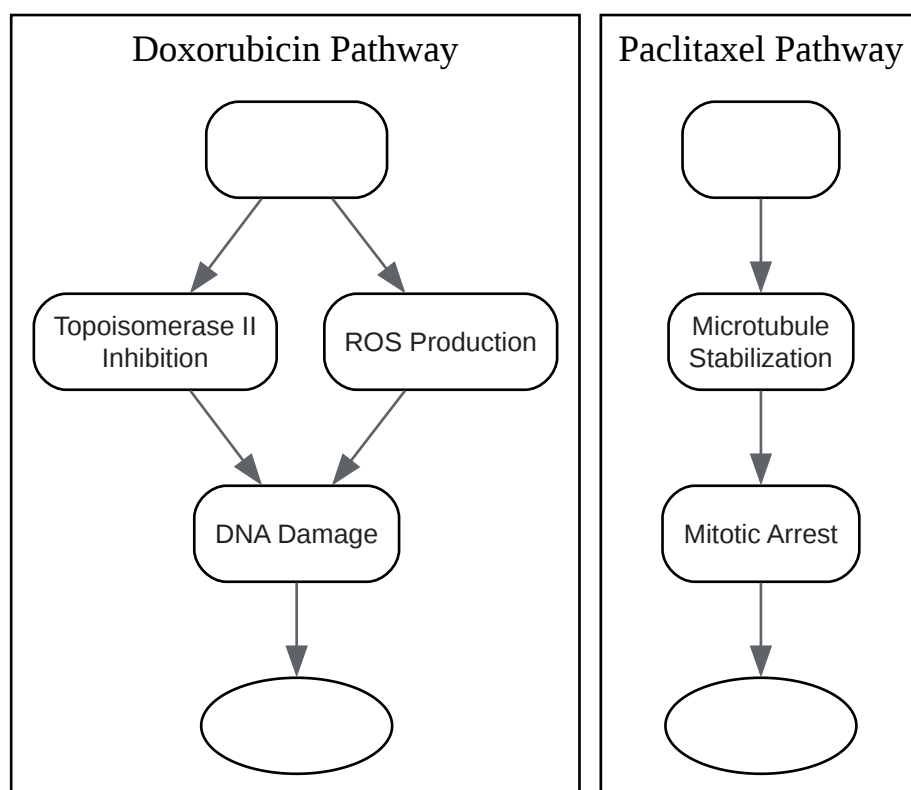 Doxorubicin Pathway
Topoisomerase II
Inhibition
ROS Production
DNA Damage
Paclitaxel Pathway
Microtubule
Stabilization
Mitotic Arrest